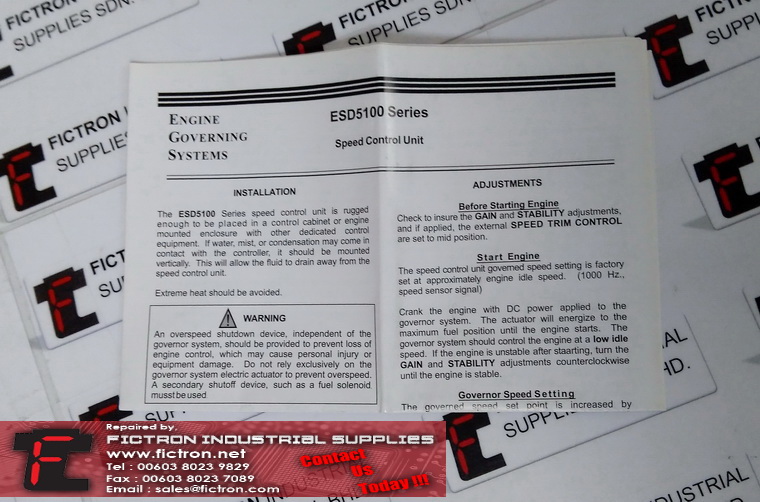 FICTRON
SUPPLIES SDN.
FICTRON IN
SUPPLIES
FICTRON
SUPPLIES
ENGINE
GOVERNING
SYSTEMS
ESD5100 Series
Speed Control Unit
INSTALLATION
The ESD5100 Series speed control unit is rugged
enough to be placed in a control cabinet or engine
mounted enclosure with other dedicated control
equipment. If water, mist, or condensation may come in
contact with the controller, it should be mounted
vertically. This will allow the fluid to drain away from the
speed control unit.
Extreme heat should be avoided.
WARNING
An overspeed shutdown device, independent of the
governor system, should be provided to prevent loss of
engine control, which may cause personal injury or
equipment damage. Do not rely exclusively on the
governor system electric actuator to prevent overspeed.
A secondary shutoff device, such as a fuel solenoid
musst be used
ADJUSTMENTS
Before Starting Engine
Check to insure the GAIN and STABILITY adjustments,
and if applied, the external SPEED TRIM CONTROL
are set to mid position.
Start Engine
The speed control unit governed speed setting is factory
set at approximately engine idle speed. (1000 Hz.,
speed sensor signal)
Crank the engine with DC power applied to the
governor system. The actuator will energize to the
maximum fuel position until the engine starts. The
governor system should control the engine at a low idle
speed. If the engine is unstable after staarting, turn the
GAIN and STABILITY adjustments counterclockwise
until the engine is stable.
Governor Speed Setting
The governed speed set point is increased by
Repaired by,
FICTRON INDUSTRIAL SUPPLIES
www.fictron.net
Tel : 00603 8023 9829
Fax : 00603 8023 7089
Email : sales@fictron.com
Contact
Us
Today !!!